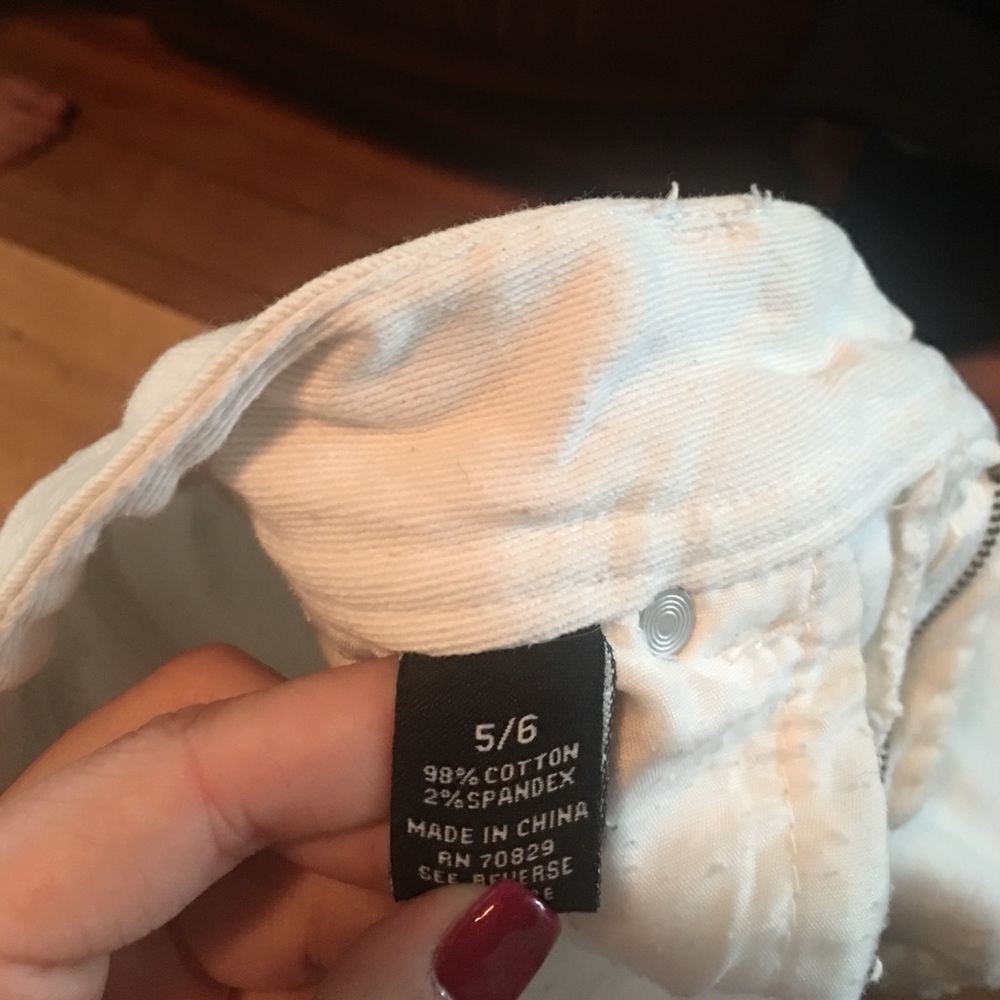 5/6
98% COTTON
2% SPANDEX
MADE IN CHINA
RN 70829
SEE REVERSE